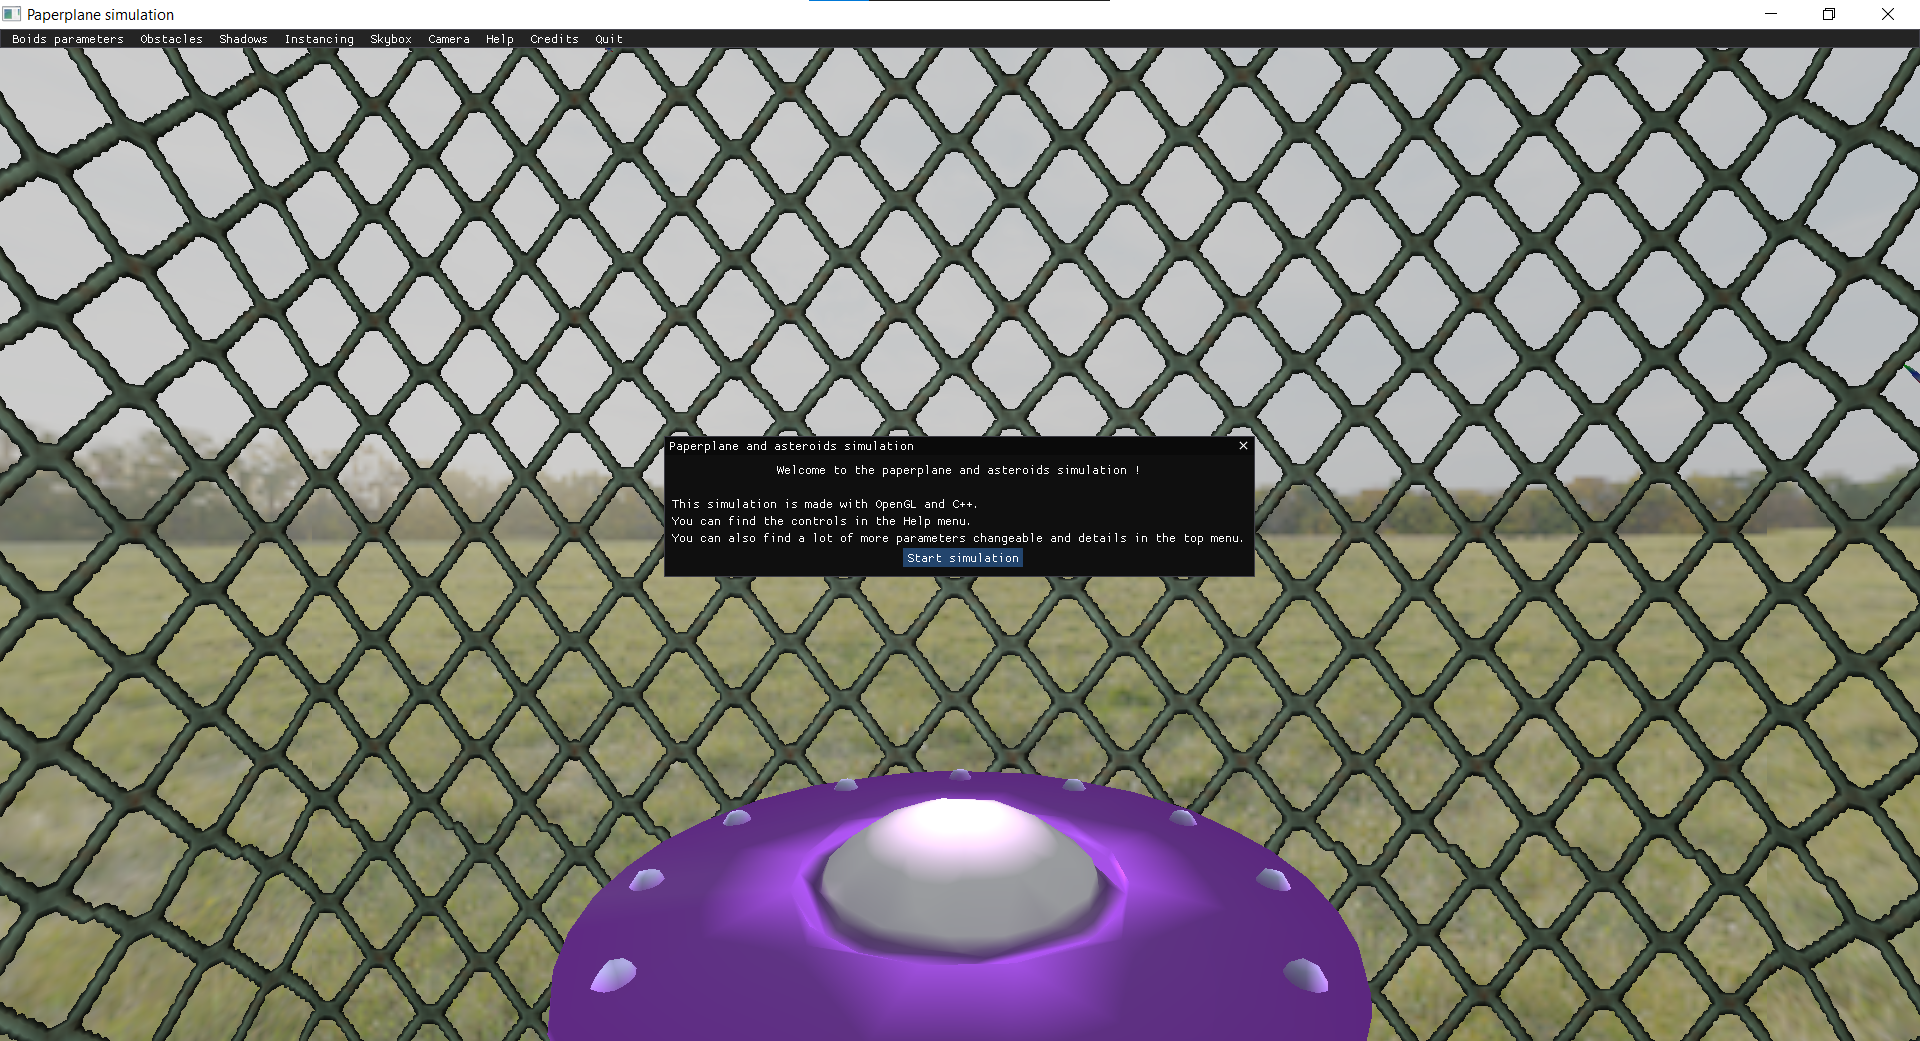 Paperplane simulation
Boids parameters Obstacles Shadows Instancing Skybox Camera Help Credits Quit
Paperplane and asteroids simulation
Welcome to the paperplane and asteroids simulation !
This simulation is made with OpenGL and C++.
You can find the controls in the Help menu.
You can also find a lot of more parameters changeable and details in the top menu.
Start simulation